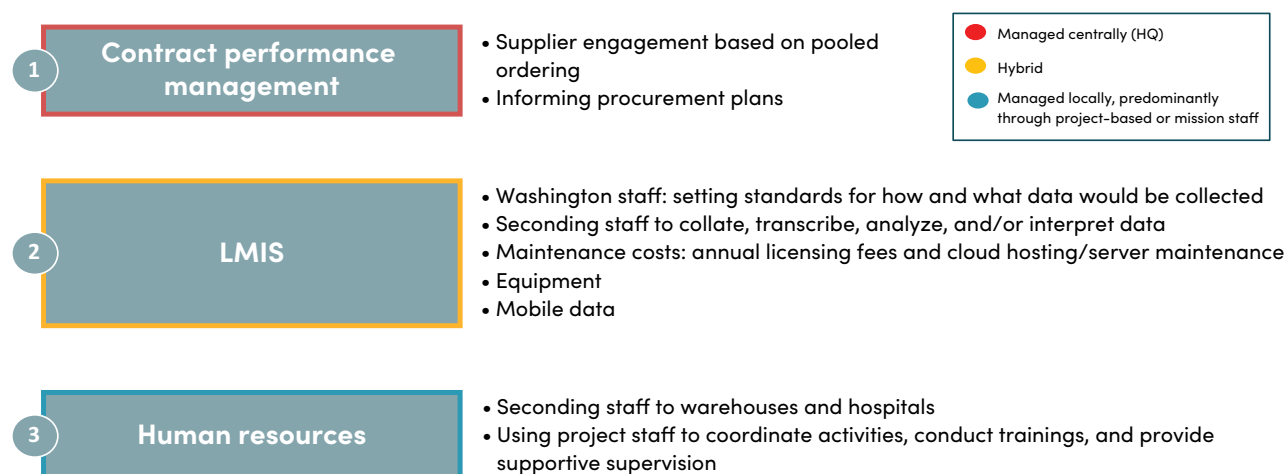 1
Contract performance
management
• Supplier engagement based on pooled
ordering
• Informing procurement plans
Managed centrally (HQ)
Hybrid
Managed locally, predominantly
through project-based or mission staff
2
LMIS
• Washington staff: setting standards for how and what data would be collected
• Seconding staff to collate, transcribe, analyze, and/or interpret data
• Maintenance costs: annual licensing fees and cloud hosting/server maintenance
• Equipment
• Mobile data
3
Human resources
• Seconding staff to warehouses and hospitals
• Using project staff to coordinate activities, conduct trainings, and provide
supportive supervision